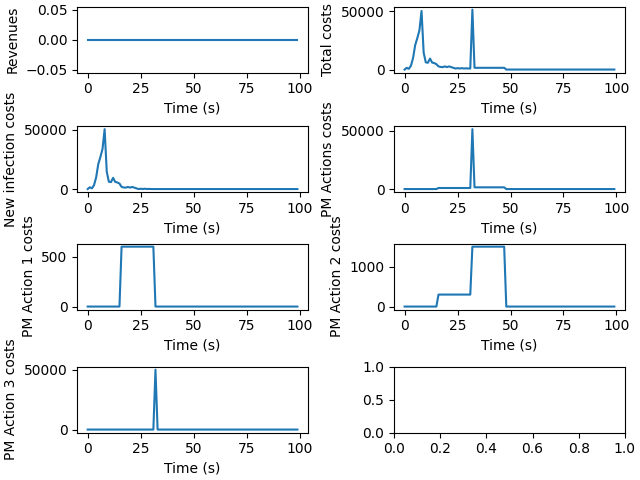 Revenues
0.05
0.00
−0.05
0 25 50 75 100
Time (s)
Total costs
50000
0
0 25 50 75 100
Time (s)
New infection costs
50000
0
0 25 50 75 100
Time (s)
PM Actions costs
50000
0
0 25 50 75 100
Time (s)
PM Action 1 costs
500
0
0 25 50 75 100
Time (s)
PM Action 2 costs
1000
0
0 25 50 75 100
Time (s)
PM Action 3 costs
50000
0
0 25 50 75 100
Time (s)
1.0
0.5
0.0
0.0 0.2 0.4 0.6 0.8 1.0